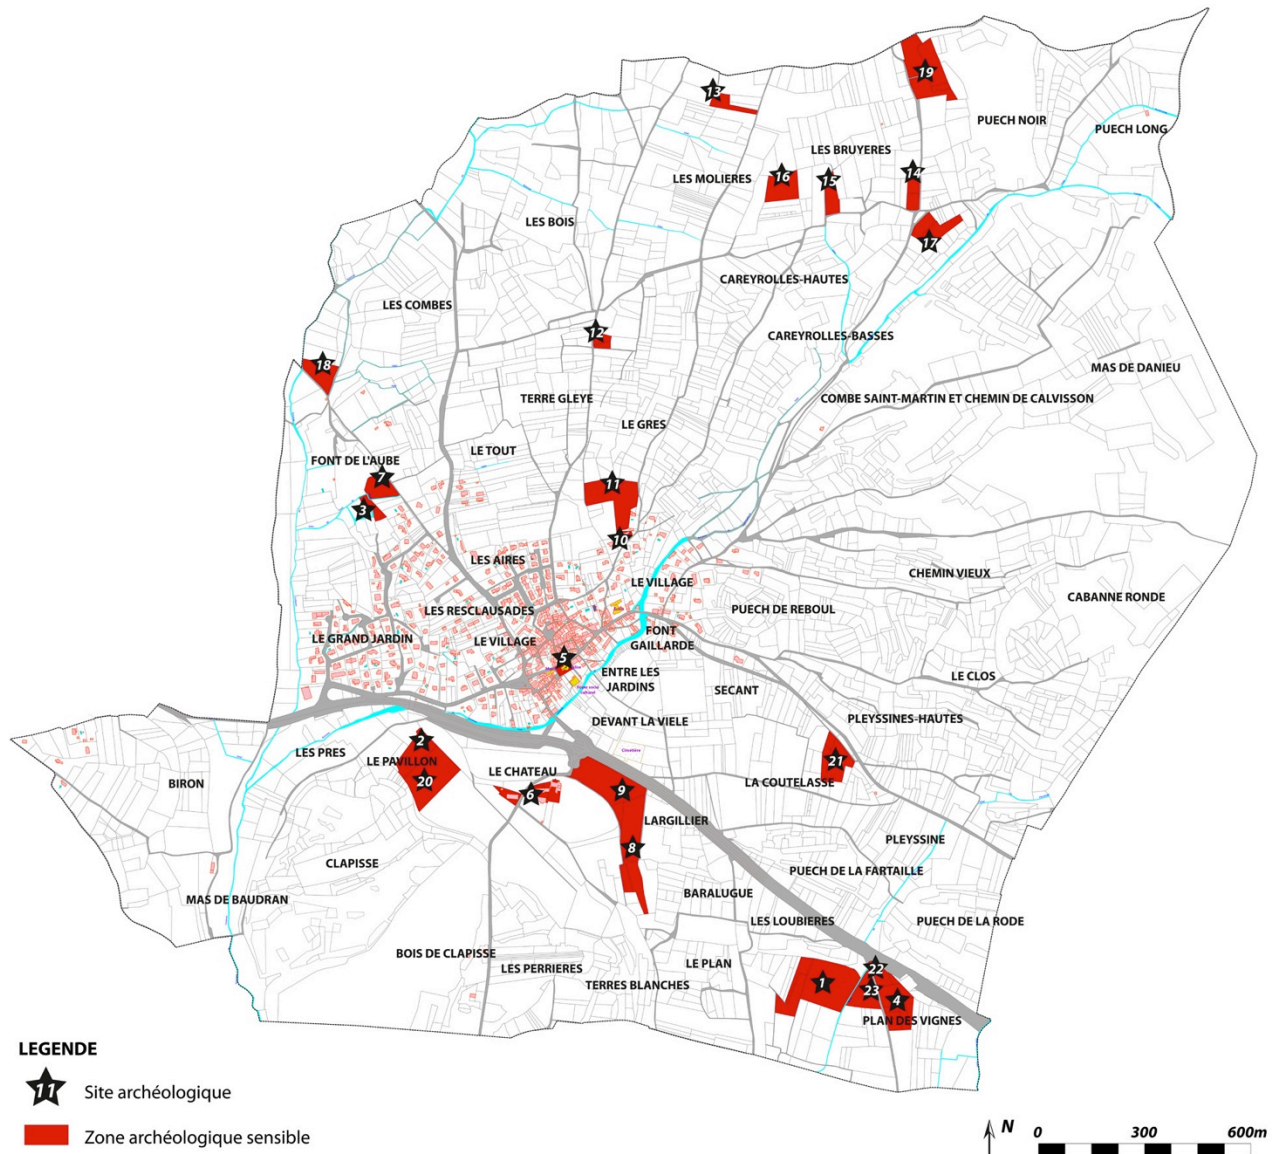 19
13
PUECH NOIR
PUECH LONG
LES BRUYERES
LES MOLIERES
16
15
14
LES BOIS
17
CAREYROLLES-HAUTES
LES COMBES
12
CAREYROLLES-BASSES
18
MAS DE DANIEU
TERRE GLEYE
COMBE SAINT-MARTIN ET CHEMIN DE CALVISSON
LE GRES
LE TOUT
FONT DE L'AUBE
7
11
3
10
LES AIRES
CHEMIN VIEUX
LE VILLAGE
CABANNE RONDE
LES RESCLAUSADES
PUECH DE REBOUL
LE GRAND JARDIN
LE VILLAGE
FONT
GAILLARDE
5
ENTRE LES
JARDINS
LE CLOS
SECANT
DEVANT LA VIELE
PLEYSSINES-HAUTES
2
LES PRES
Cimetière
LE PAVILLON
21
LE CHATEAU
20
BIRON
LA COUTELASSE
6
9
LARGILLIER
8
PLEYSSINE
CLAPISSE
PUECH DE LA FARTAILLE
BARALUGUE
MAS DE BAUDRAN
LES LOUBIERES
PUECH DE LA RODE
BOIS DE CLAPISSE
LE PLAN
LES PERRIERES
22
TERRES BLANCHES
1
23
4
PLAN DES VIGNES
LEGENDE
11
Site archéologique
Zone archéologique sensible
N
0
300
600m